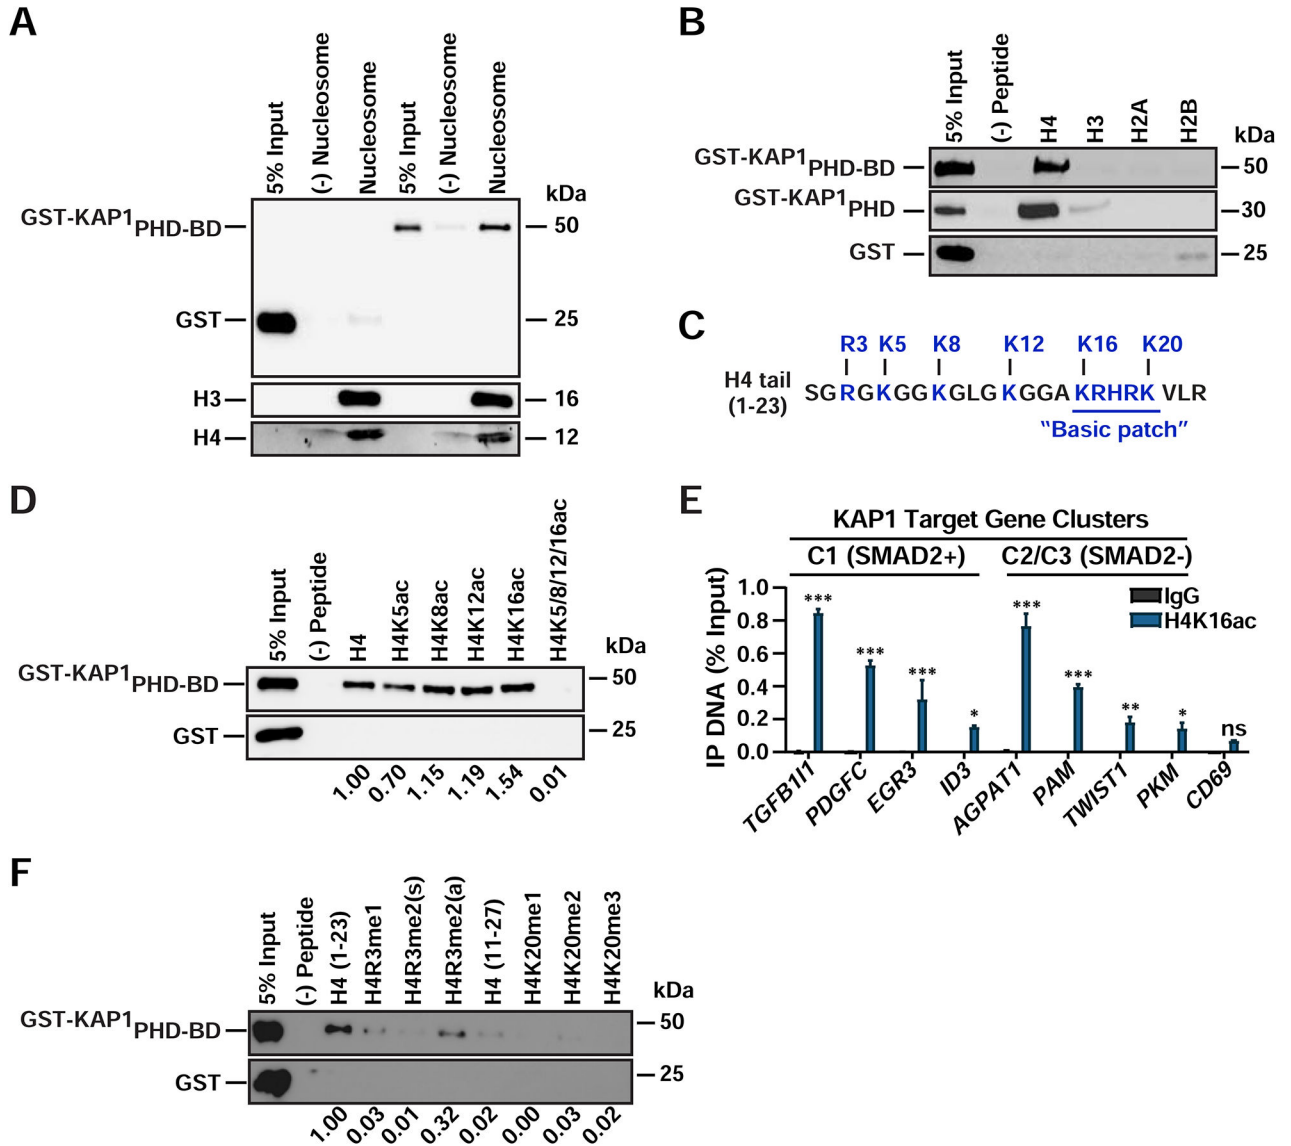 A
5% Input
(-) Nucleosome
Nucleosome
5% Input
(-) Nucleosome
Nucleosome
kDa
GST-KAP1PHD-BD
50
GST
25
H3
16
H4
12
B
5% Input
(-) Peptide
H4
H3
H2A
H2B
kDa
GST-KAP1PHD-BD
50
GST-KAP1PHD
30
GST
25
C
R3 K5 K8 K12 K16 K20
H4 tail
(1-23)
SGRGKGGKGLGKGGAKRHRKVLR
“Basic patch”
D
5% Input
(-) Peptide
H4
H4K5ac
H4K8ac
H4K12ac
H4K16ac
H4K5/8/12/16ac
kDa
GST-KAP1PHD-BD
50
GST
25
1.00
0.70
1.15
1.19
1.54
0.01
E
KAP1 Target Gene Clusters
C1 (SMAD2+) C2/C3 (SMAD2-)
IP DNA (% Input)
1.0
0.8
0.6
0.4
0.2
0.0
IgG
H4K16ac
***
***
***
*
***
***
**
*
ns
TGFB1I1
PDGFC
EGR3
ID3
AGPAT1
PAM
TWIST1
PKM
CD69
F
5% Input
(-) Peptide
H4 (1-23)
H4R3me1
H4R3me2(s)
H4R3me2(a)
H4 (11-27)
H4K20me1
H4K20me2
H4K20me3
kDa
GST-KAP1PHD-BD
50
GST
25
1.00
0.03
0.01
0.32
0.02
0.00
0.03
0.02